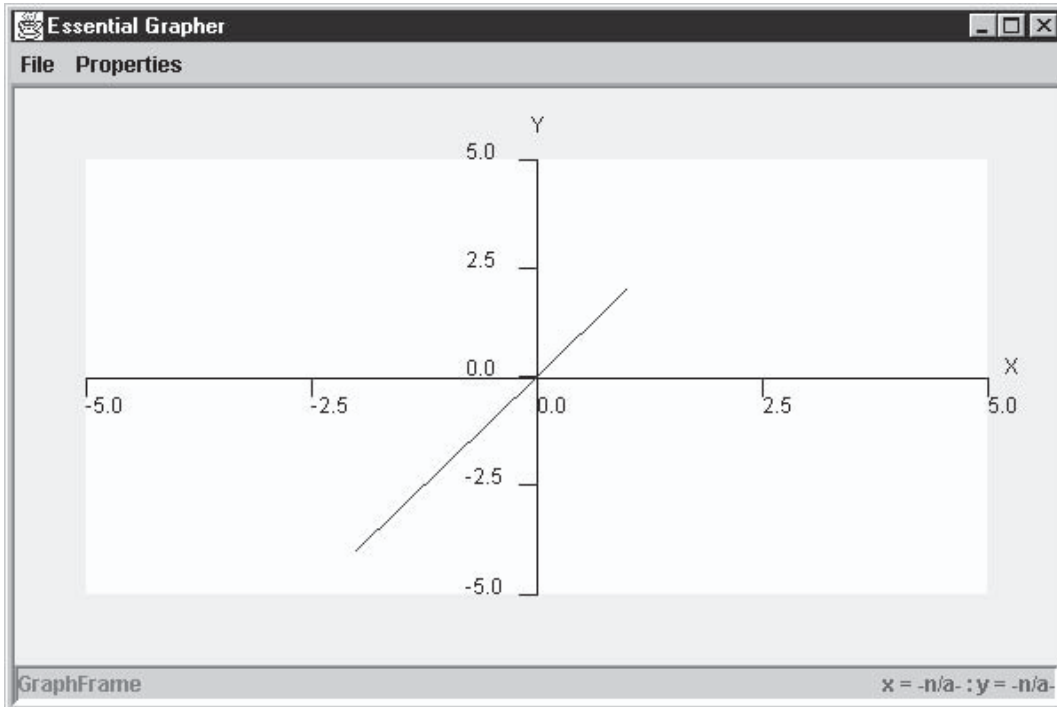 Essential Grapher
File Properties
Y
5.0
2.5
0.0
X
-5.0 -2.5 0.0 2.5 5.0
-2.5
-5.0
GraphFrame x = -n/a- : y = -n/a-